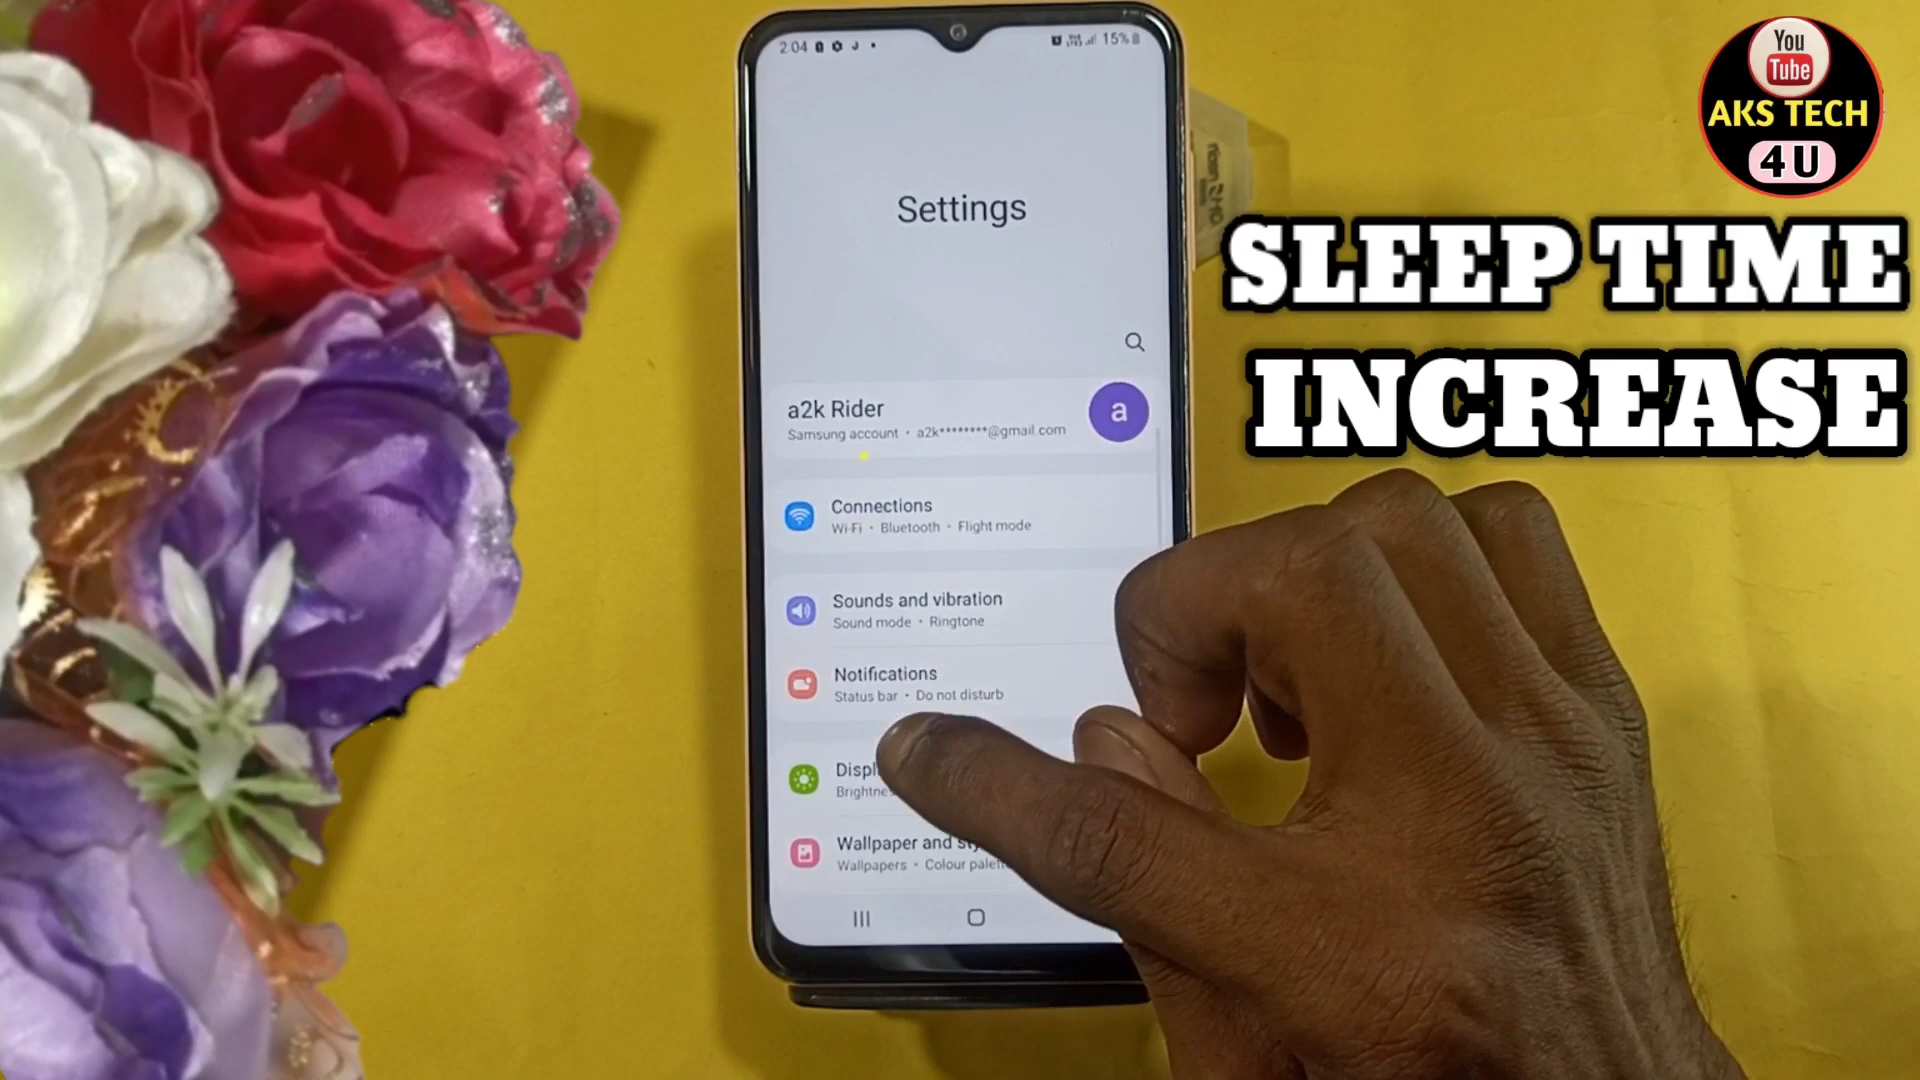 2:04
15%
You
Tube
AKS TECH
4 U
SLEEP TIME
INCREASE
Settings
a2k Rider
a
Samsung account • a2k********@gmail.com
Connections
Wi-Fi • Bluetooth • Flight mode
Sounds and vibration
Sound mode • Ringtone
Notifications
Status bar • Do not disturb
Wallpaper and
Wallpapers • Colour